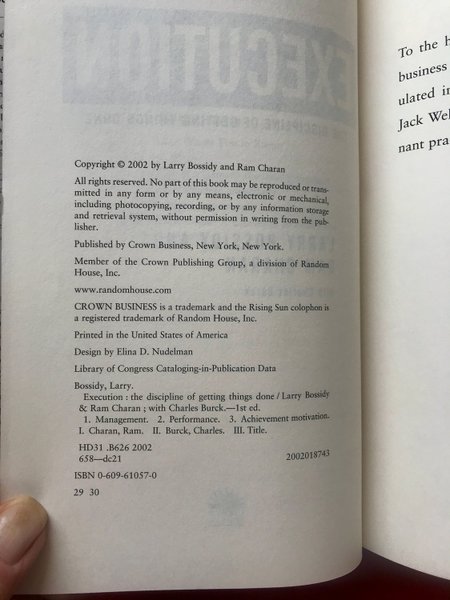 Copyright © 2002 by Larry Bossidy and Ram Charan
All rights reserved. No part of this book may be reproduced or trans-
mitted in any form or by any means, electronic or mechanical,
including photocopying, recording, or by any information storage
and retrieval system, without permission in writing from the pub-
lisher.
Published by Crown Business, New York, New York.
Member of the Crown Publishing Group, a division of Random
House, Inc.
www.randomhouse.com
CROWN BUSINESS is a trademark and the Rising Sun colophon is
a registered trademark of Random House, Inc.
Printed in the United States of America
Design by Elina D. Nudelman
Library of Congress Cataloging-in-Publication Data
Bossidy, Larry.
Execution : the discipline of getting things done / Larry Bossidy
& Ram Charan ; with Charles Burck.—1st ed.
1. Management. 2. Performance. 3. Achievement motivation.
I. Charan, Ram. II. Burck, Charles. III. Title.
HD31 .B626 2002
658—dc21 2002018743
ISBN 0-609-61057-0
29 30
To the
business
ulated
Jack
nant